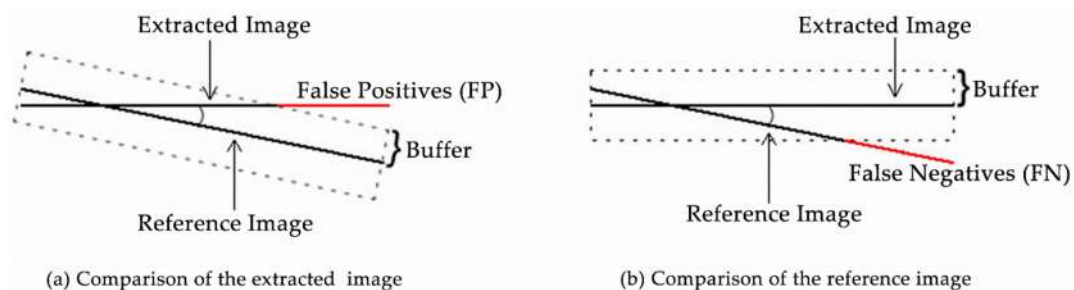 Extracted Image
False Positives (FP)
Buffer
Reference Image
(a) Comparison of the extracted image
Extracted Image
Buffer
False Negatives (FN)
Reference Image
(b) Comparison of the reference image